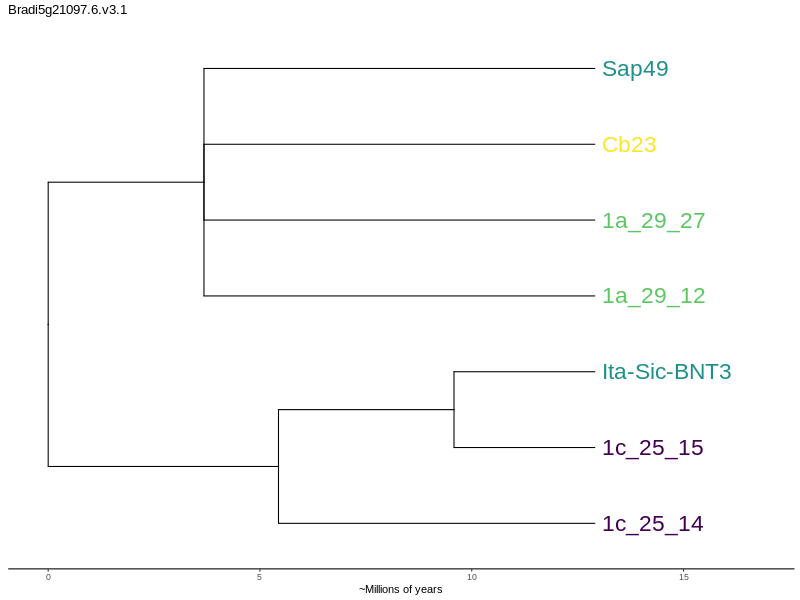 Bradi5g21097.6.v3.1
Sap49
Cb23
1a_29_27
1a_29_12
Ita-Sic-BNT3
1c_25_15
1c_25_14
0 5 10 15
~Millions of years